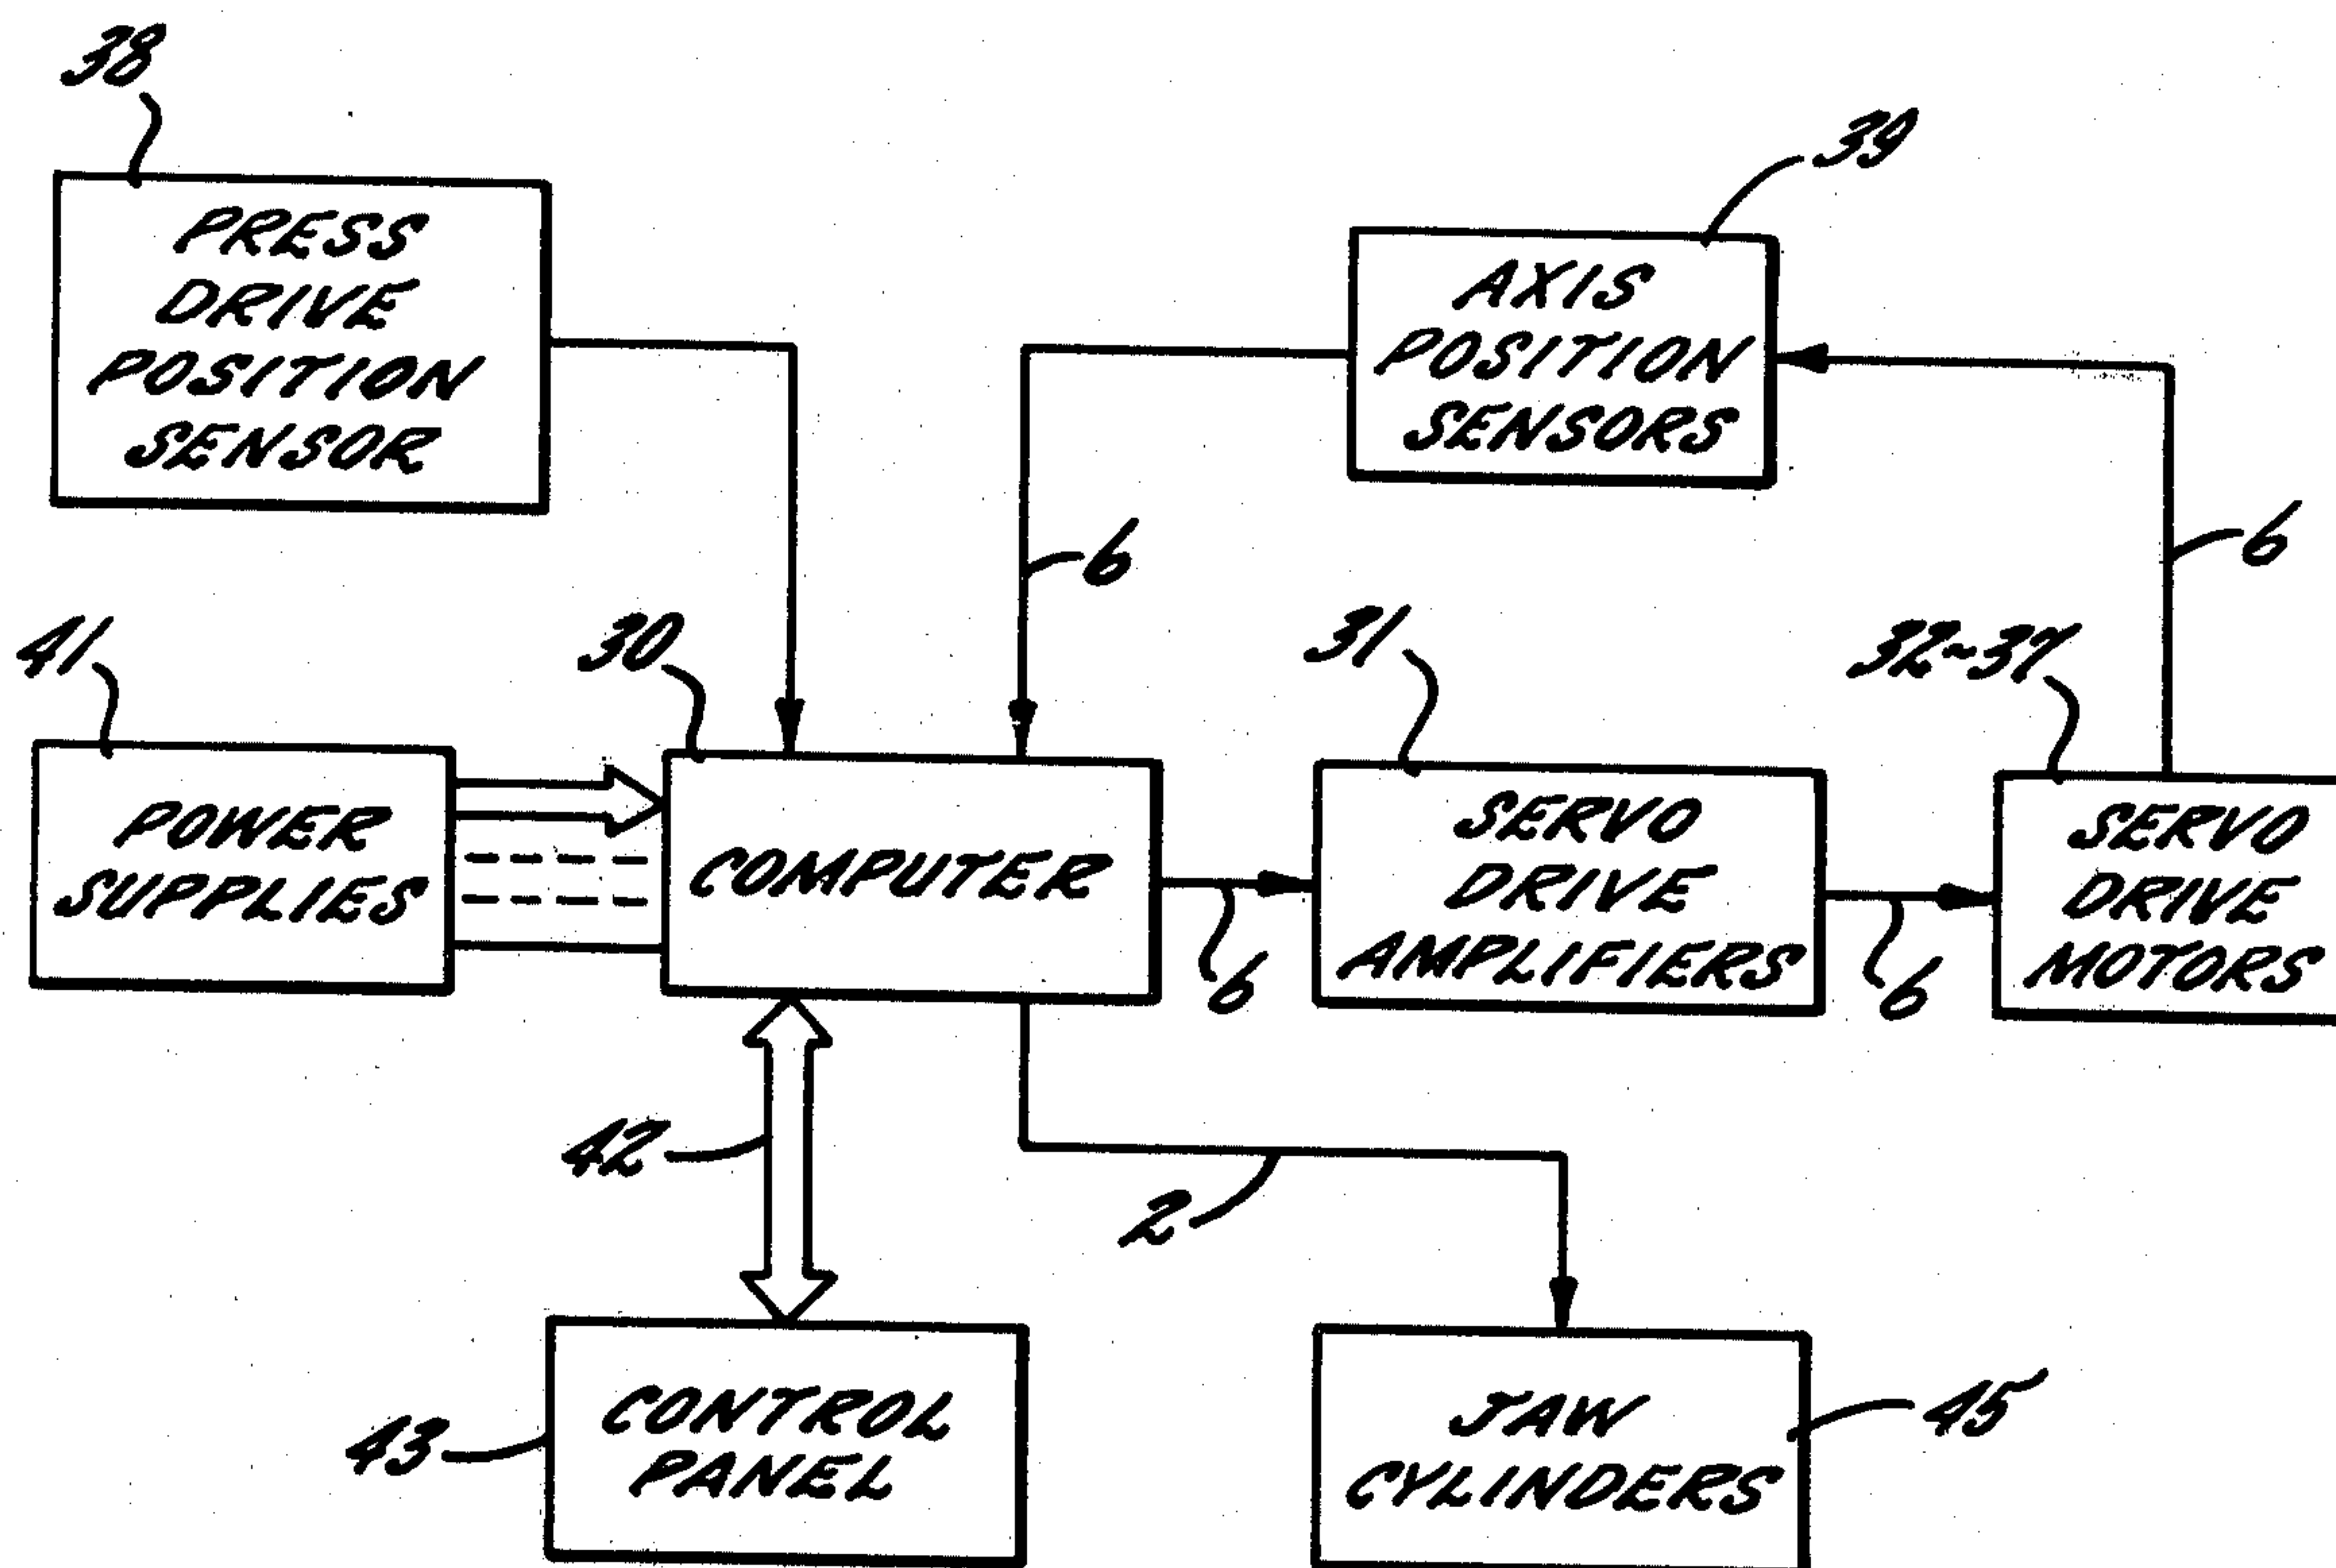 38
PRESS
DRIVE
POSITION
SENSOR
39
AXIS
POSITION
SENSORS
6
6
41
POWER
SUPPLIES
30
COMPUTER
31
SERVO
DRIVE
AMPLIFIERS
32-37
SERVO
DRIVE
MOTORS
6
6
42
2
43
CONTROL
PANEL
JAW
CYLINDERS
45